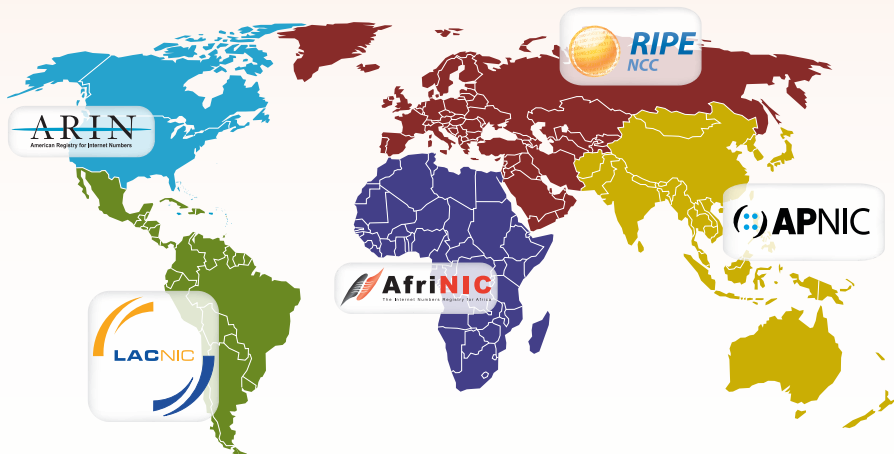 RIPE
NCC
ARIN
American Registry for Internet Numbers
APNIC
AfriNIC
The Internet Numbers Registry for Africa
LACNIC